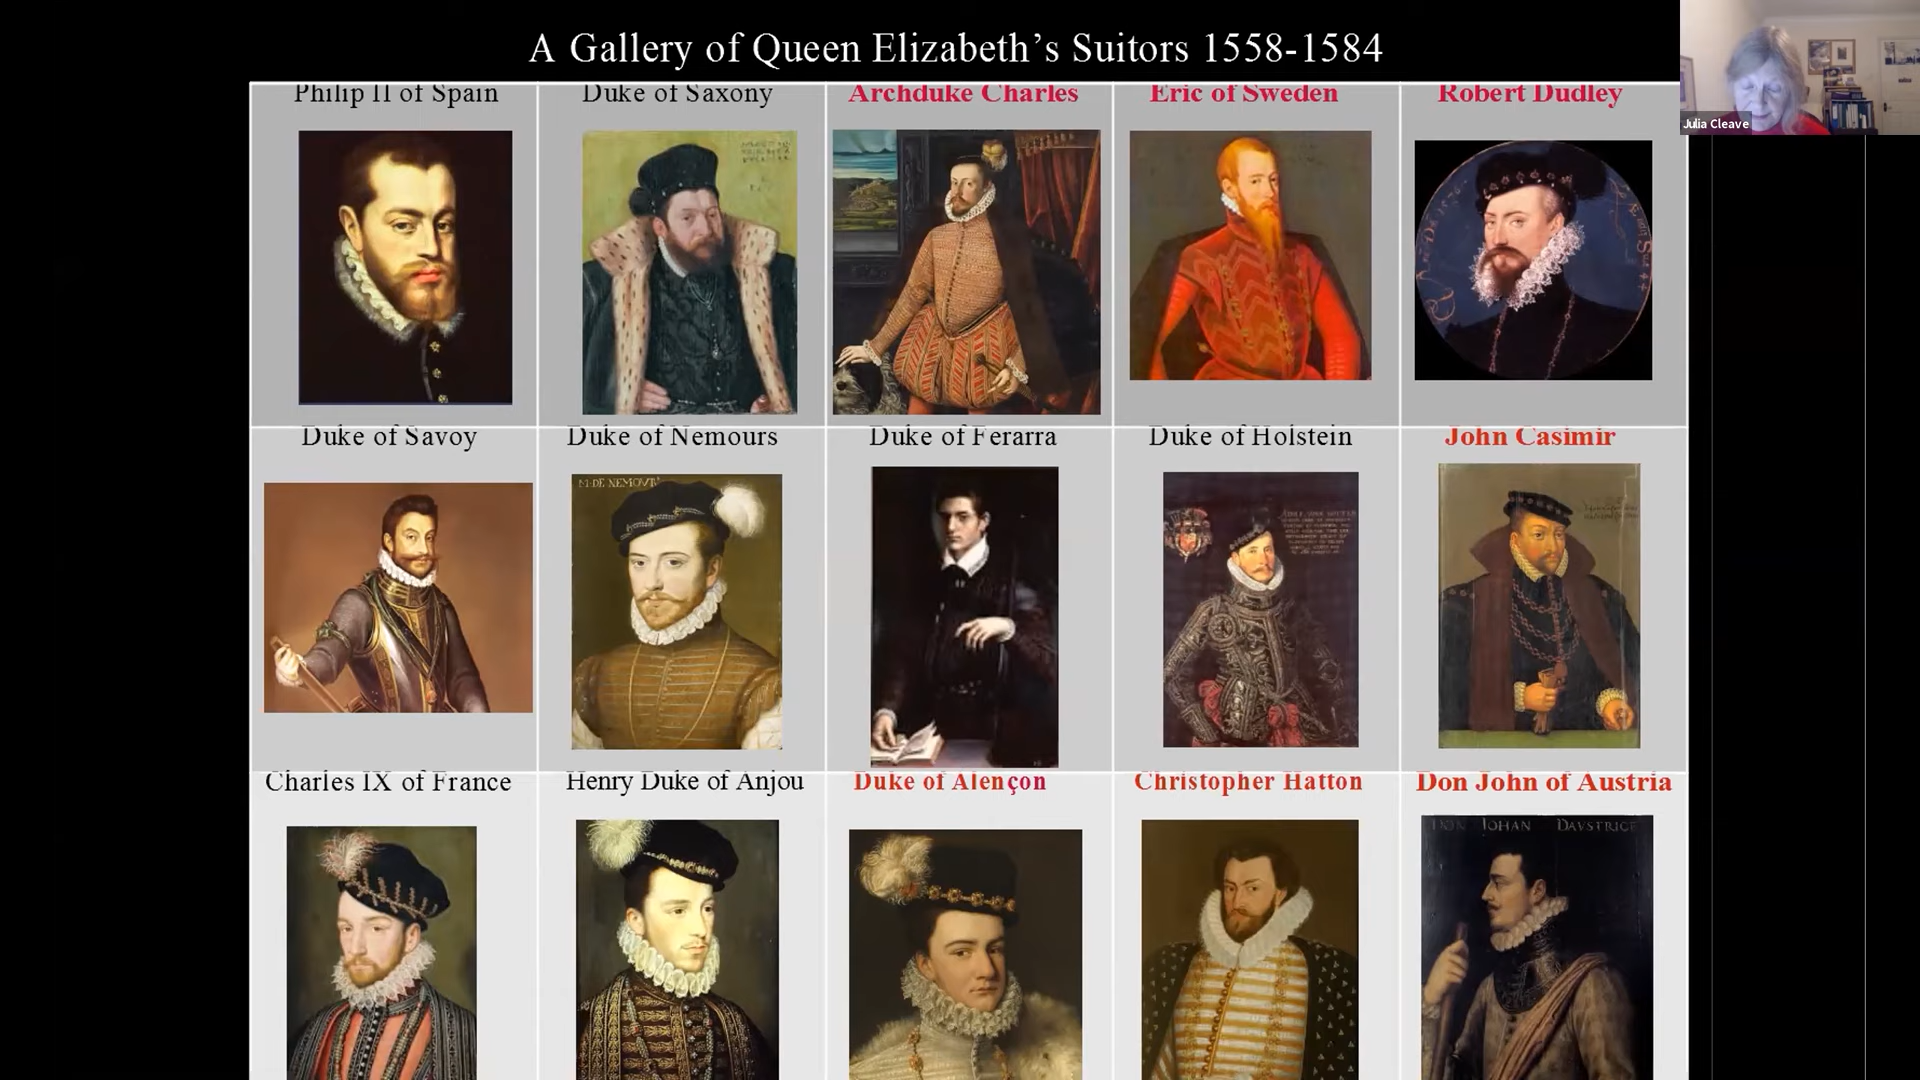 A Gallery of Queen Elizabeth’s Suitors 1558-1584
Julia Cleave
Philip II of Spain
Duke of Saxony
Archduke Charles
Eric of Sweden
Robert Dudley
Duke of Savoy
Duke of Nemours
Duke of Ferarra
Duke of Holstein
John Casimir
M·DE NEMOVR
Charles IX of France
Henry Duke of Anjou
Duke of Alençon
Christopher Hatton
Don John of Austria
DON IOHAN DAVSTRICE